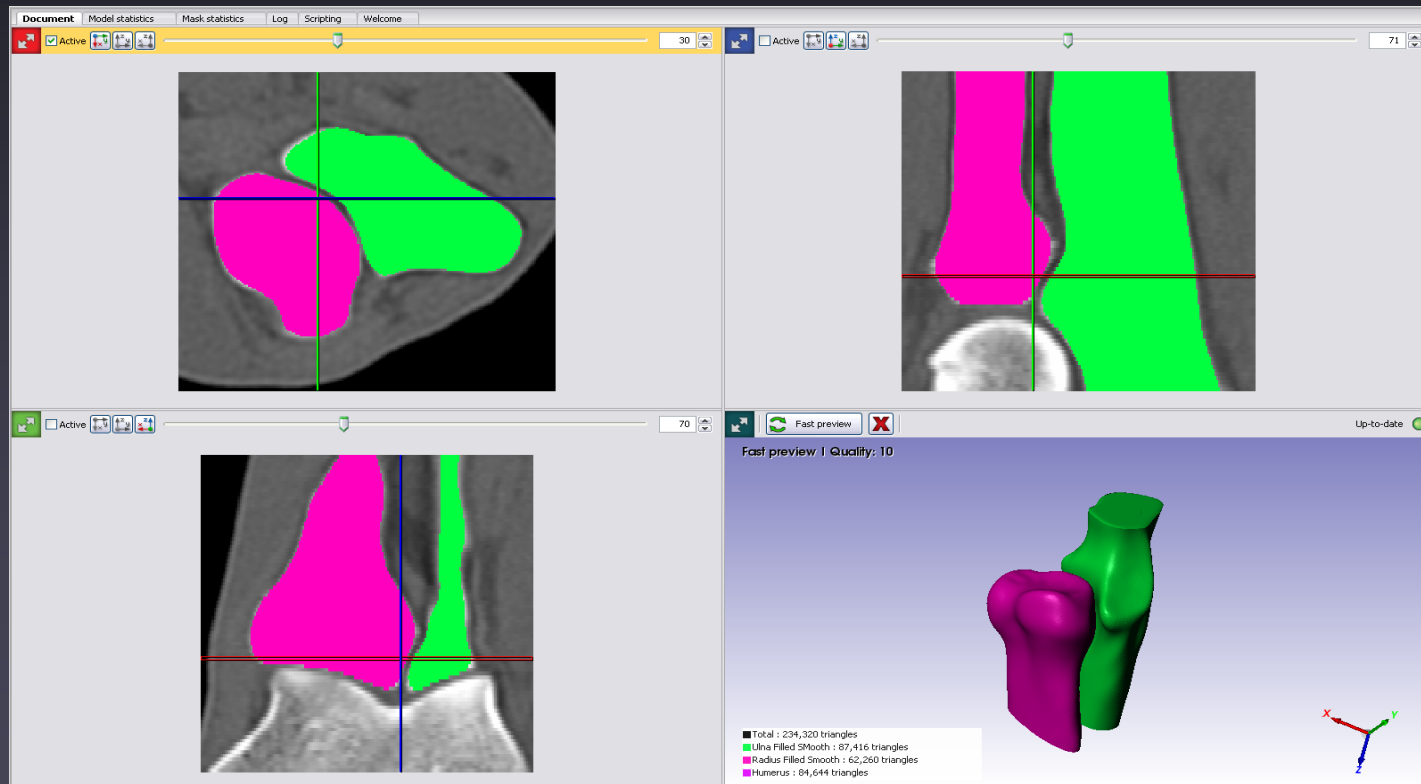 Document Model statistics Mask statistics Log Scripting Welcome
Active 30
Active 71
Active 70
Fast preview Up-to-date
Fast preview | Quality: 10
Total : 234,320 triangles
Ulna Filled SMooth : 87,416 triangles
Radius Filled Smooth : 62,260 triangles
Humerus : 84,644 triangles
X Y
Z